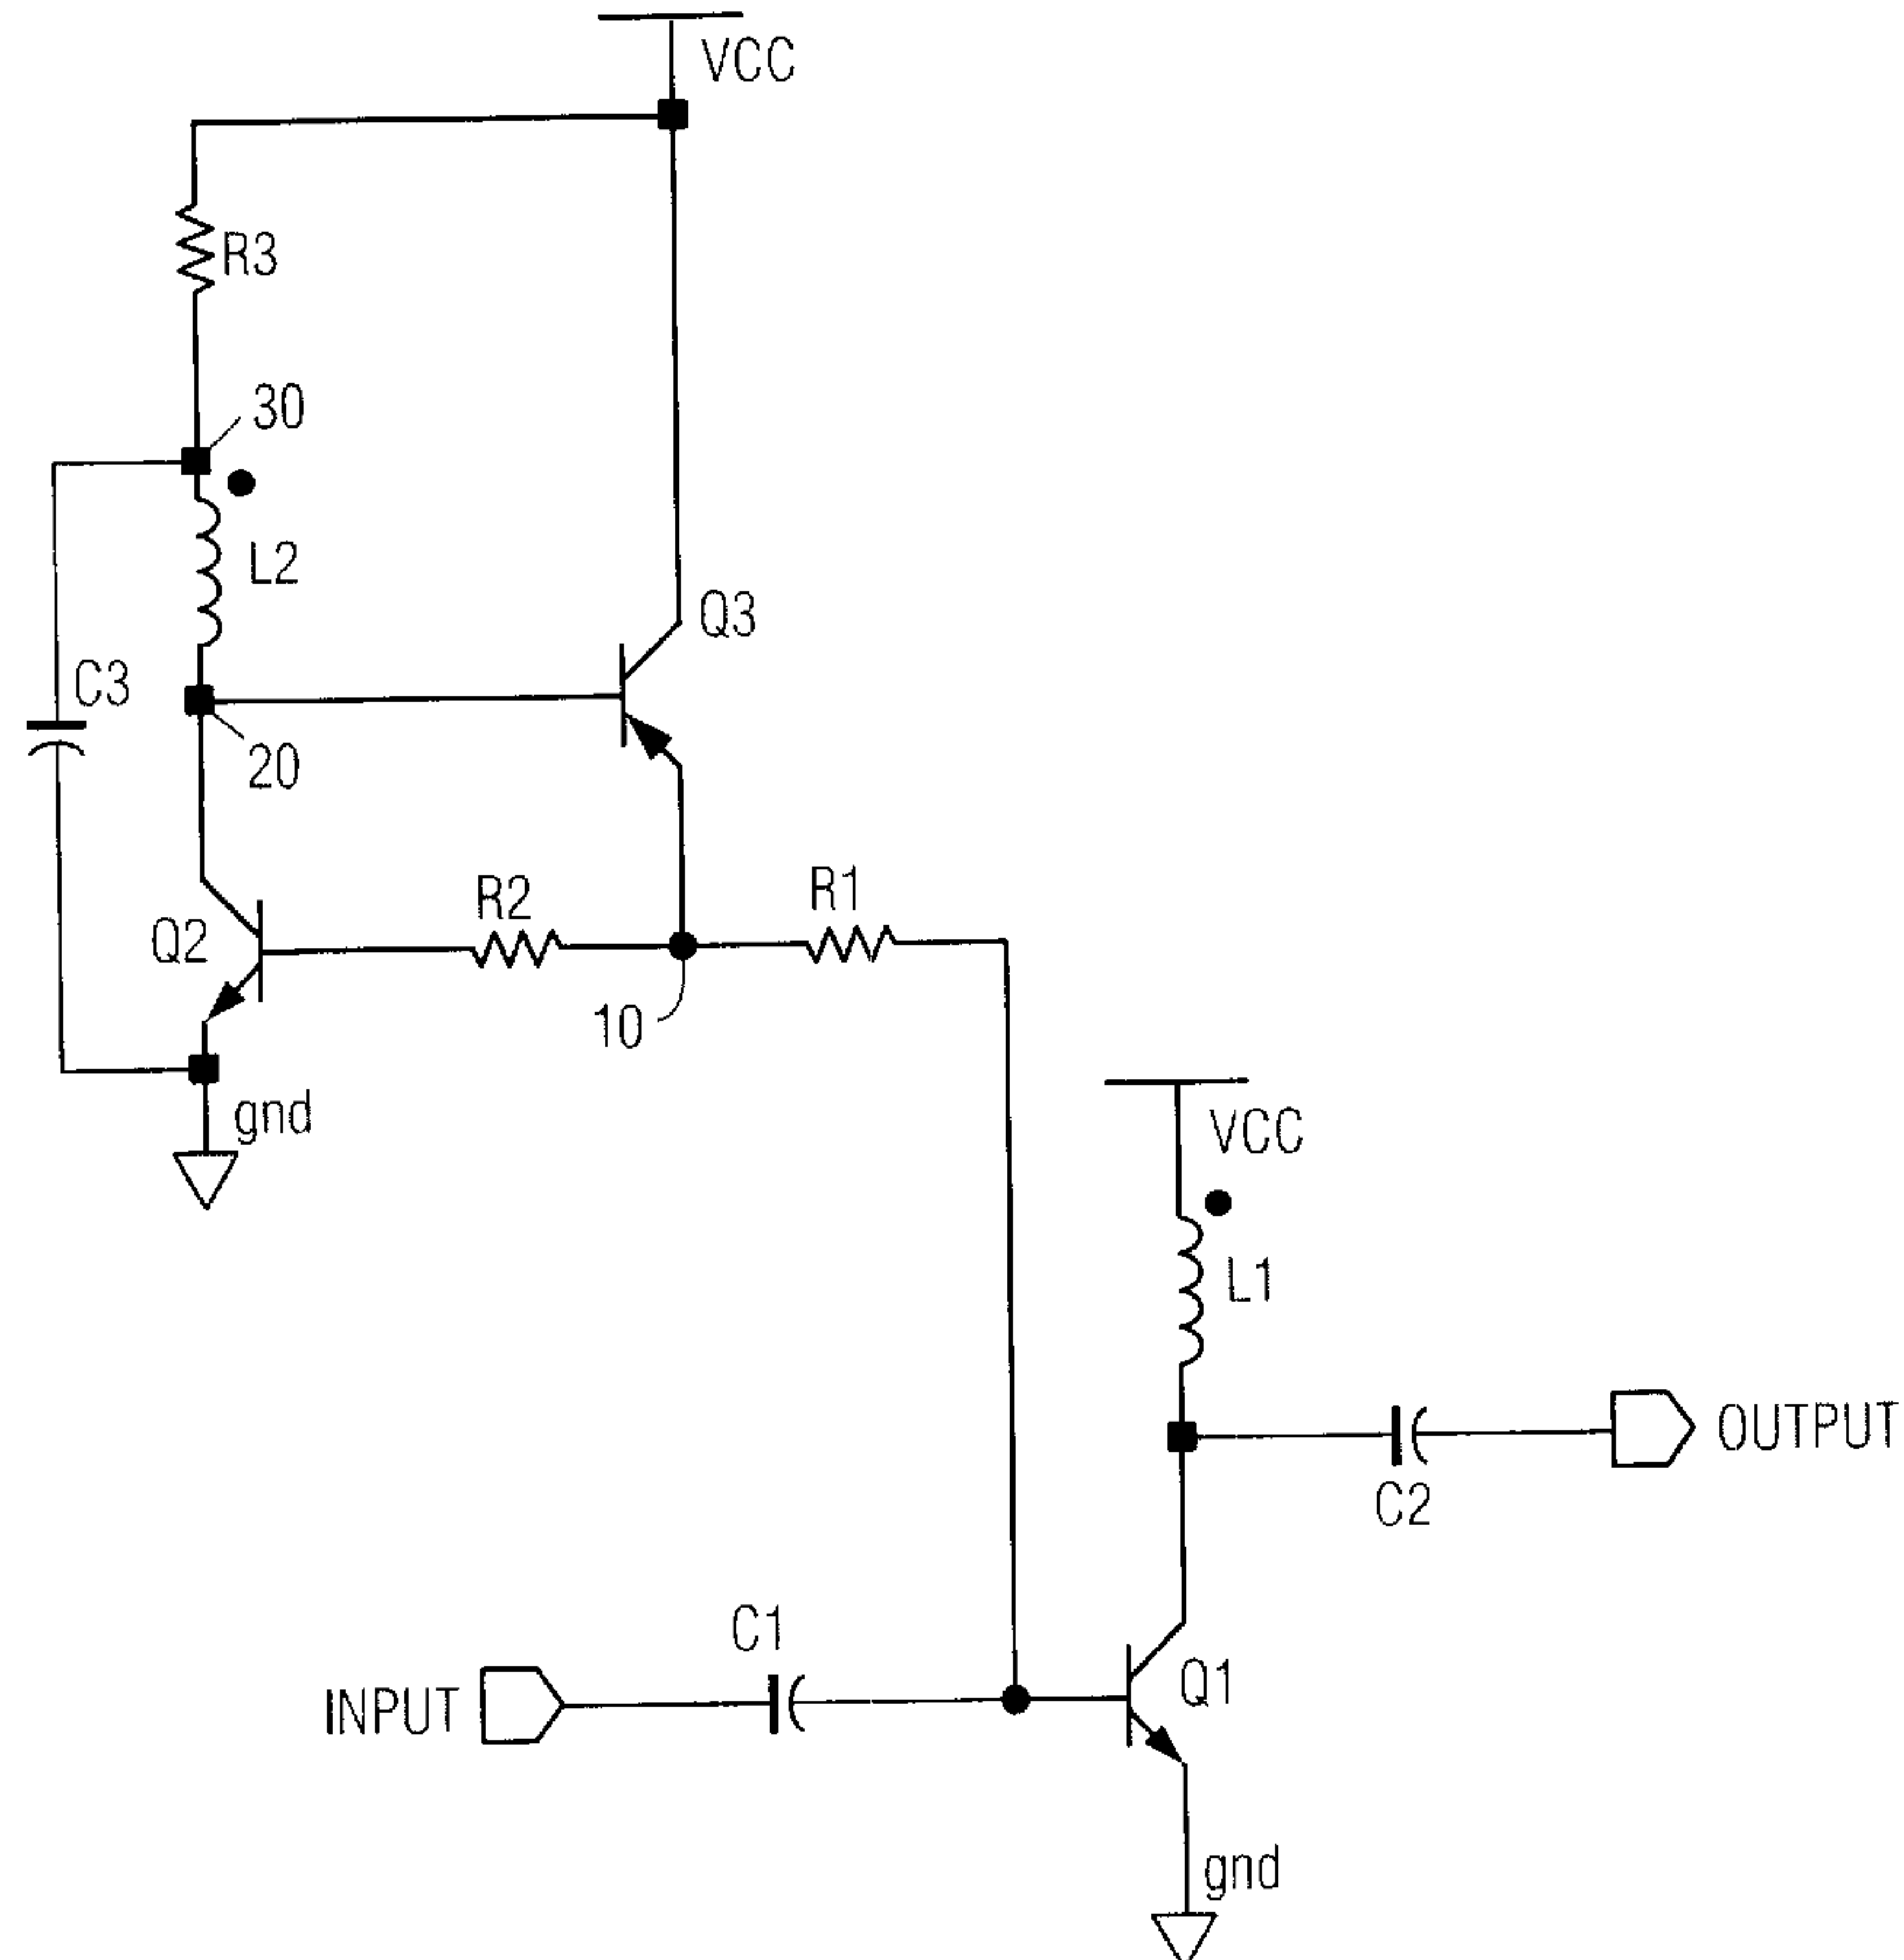 VCC
R3
30
L2
Q3
C3
20
R2
R1
Q2
10
gnd
VCC
L1
OUTPUT
C2
C1
INPUT
Q1
gnd